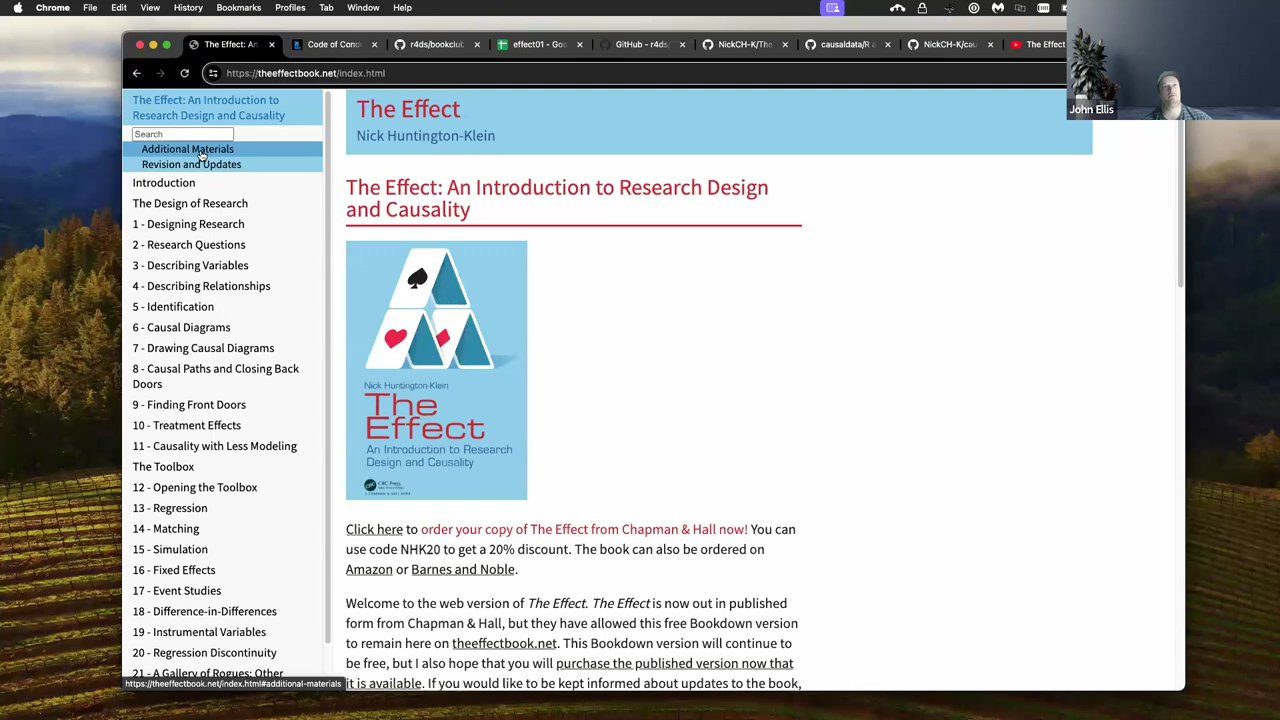 Chrome File Edit View History Bookmarks Profiles Tab Window Help
The Effect: An
Code of Cond
r4ds/bookclub
effect01 - Goo
GitHub - r4ds/
NickCH-K/The
causaldata/R a
NickCH-K/cau
The Effect
https://theeffectbook.net/index.html
John Ellis
The Effect: An Introduction to
Research Design and Causality
Search
Additional Materials
Revision and Updates
Introduction
The Design of Research
1 - Designing Research
2 - Research Questions
3 - Describing Variables
4 - Describing Relationships
5 - Identification
6 - Causal Diagrams
7 - Drawing Causal Diagrams
8 - Causal Paths and Closing Back
Doors
9 - Finding Front Doors
10 - Treatment Effects
11 - Causality with Less Modeling
The Toolbox
12 - Opening the Toolbox
13 - Regression
14 - Matching
15 - Simulation
16 - Fixed Effects
17 - Event Studies
18 - Difference-in-Differences
19 - Instrumental Variables
20 - Regression Discontinuity
21 - A Gallery of Rogues: Other
https://theeffectbook.net/index.html#additional-materials
The Effect
Nick Huntington-Klein
The Effect: An Introduction to Research Design
and Causality
Nick Huntington-Klein
The
Effect
An Introduction to Research
Design and Causality
CRC Press
Click here to order your copy of The Effect from Chapman & Hall now! You can
use code NHK20 to get a 20% discount. The book can also be ordered on
Amazon or Barnes and Noble.
Welcome to the web version of The Effect. The Effect is now out in published
form from Chapman & Hall, but they have allowed this free Bookdown version
to remain here on theeffectbook.net. This Bookdown version will continue to
be free, but I also hope that you will purchase the published version now that
it is available. If you would like to be kept informed about updates to the book,